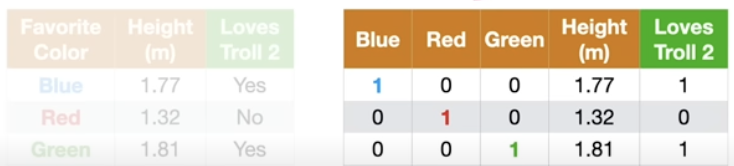 Favorite Color Height (m) Loves Troll 2
Blue 1.77 Yes
Red 1.32 No
Green 1.81 Yes
Blue Red Green Height (m) Loves Troll 2
1 0 0 1.77 1
0 1 0 1.32 0
0 0 1 1.81 1